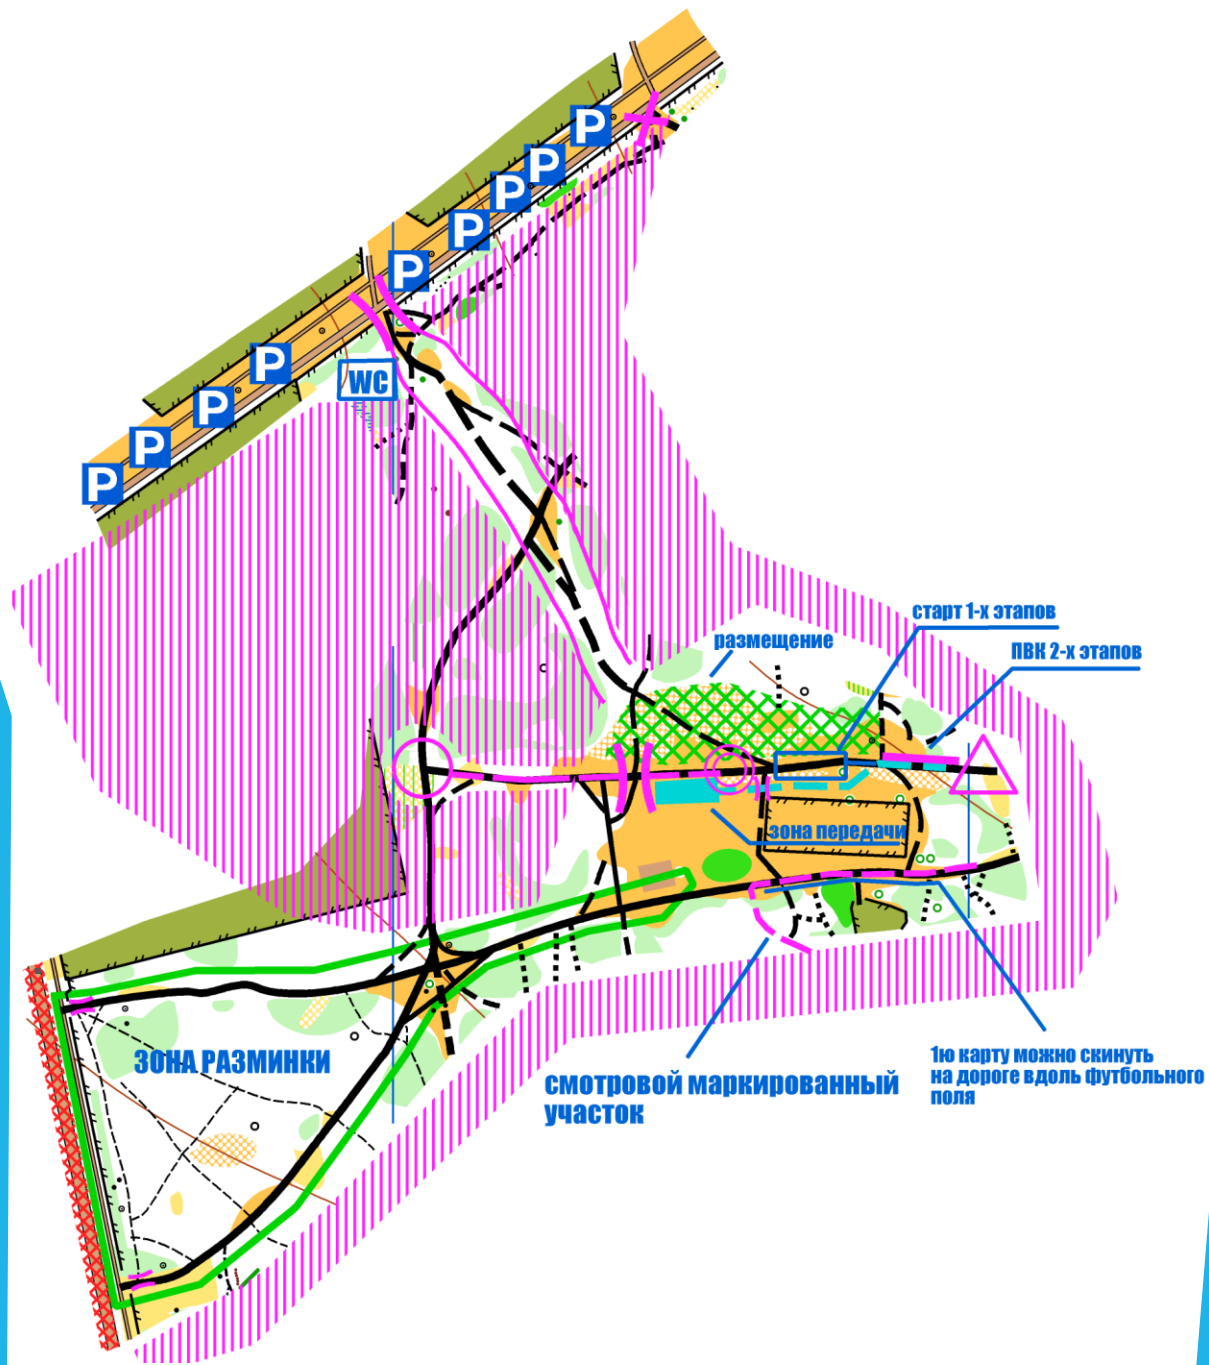 P
P
P
P
P
P
P
P
P
WC
старт 1-х этапов
размещение
ПВК 2-х этапов
зона передачи
ЗОНА РАЗМИНКИ
смотровой маркированный
участок
1ю карту можно скинуть
на дороге вдоль футбольного
поля